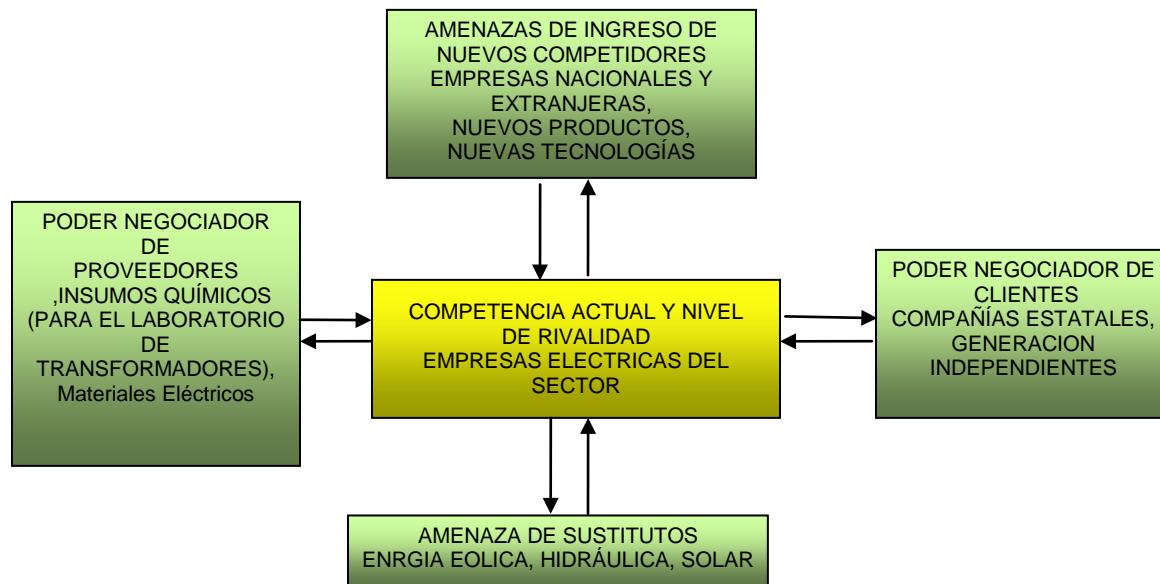 AMENAZAS DE INGRESO DE
NUEVOS COMPETIDORES
EMPRESAS NACIONALES Y
EXTRANJERAS,
NUEVOS PRODUCTOS,
NUEVAS TECNOLOGÍAS
PODER NEGOCIADOR
DE
PROVEEDORES
,INSUMOS QUÍMICOS
(PARA EL LABORATORIO
DE
TRANSFORMADORES),
Materiales Eléctricos
COMPETENCIA ACTUAL Y NIVEL
DE RIVALIDAD
EMPRESAS ELECTRICAS DEL
SECTOR
PODER NEGOCIADOR DE
CLIENTES
COMPAÑÍAS ESTATALES,
GENERACION
INDEPENDIENTES
AMENAZA DE SUSTITUTOS
ENRGIA EOLICA, HIDRÁULICA, SOLAR